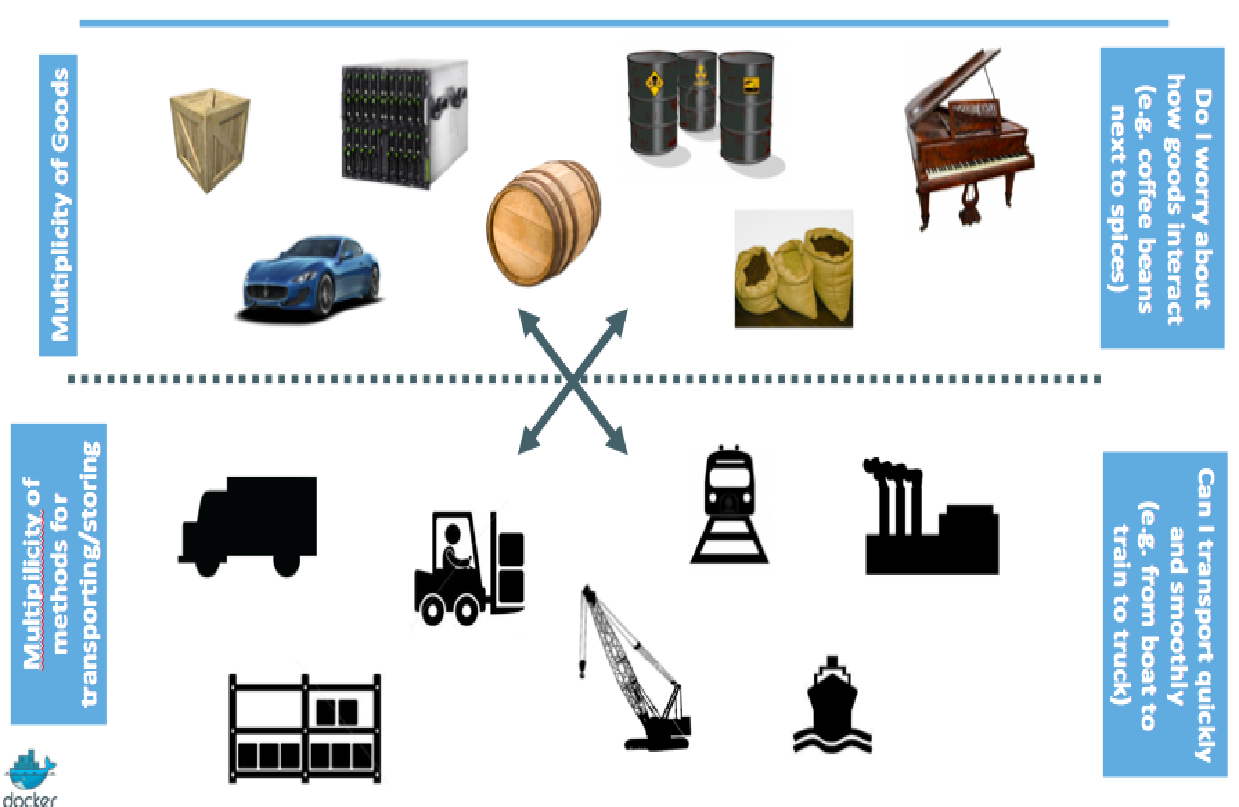 Multiplicity of Goods
Do I worry about
how goods interact
(e.g. coffee beans
next to spices)
Multipilicity of
methods for
transporting/storing
Can I transport quickly
and smoothly
(e.g. from boat to
train to truck)
docker